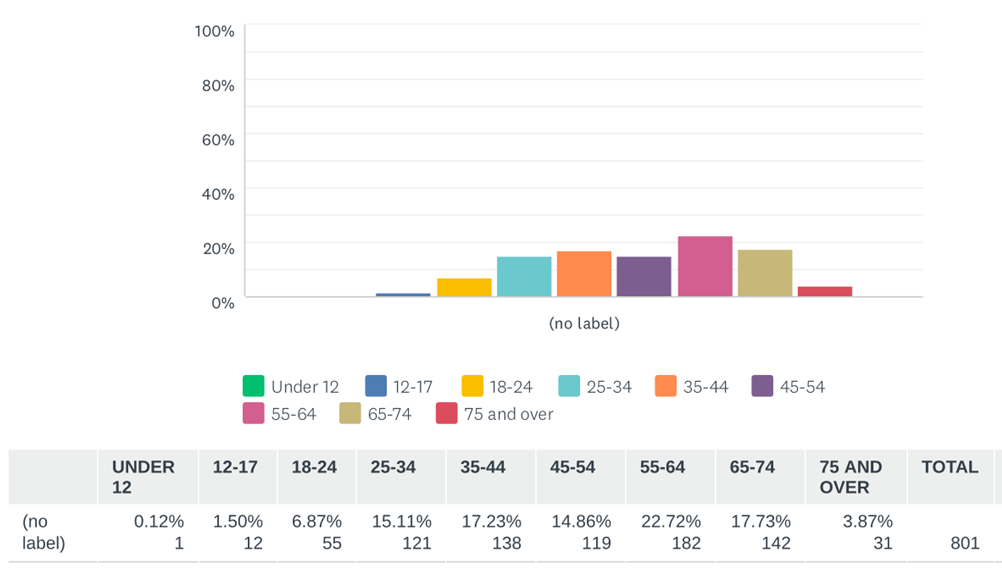 100%
80%
60%
40%
20%
0%
(no label)
Under 12 12-17 18-24 25-34 35-44 45-54
55-64 65-74 75 and over
UNDER 12-17 18-24 25-34 35-44 45-54 55-64 65-74 75 AND TOTAL
12 OVER
(no 0.12% 1.50% 6.87% 15.11% 17.23% 14.86% 22.72% 17.73% 3.87%
label) 1 12 55 121 138 119 182 142 31 801